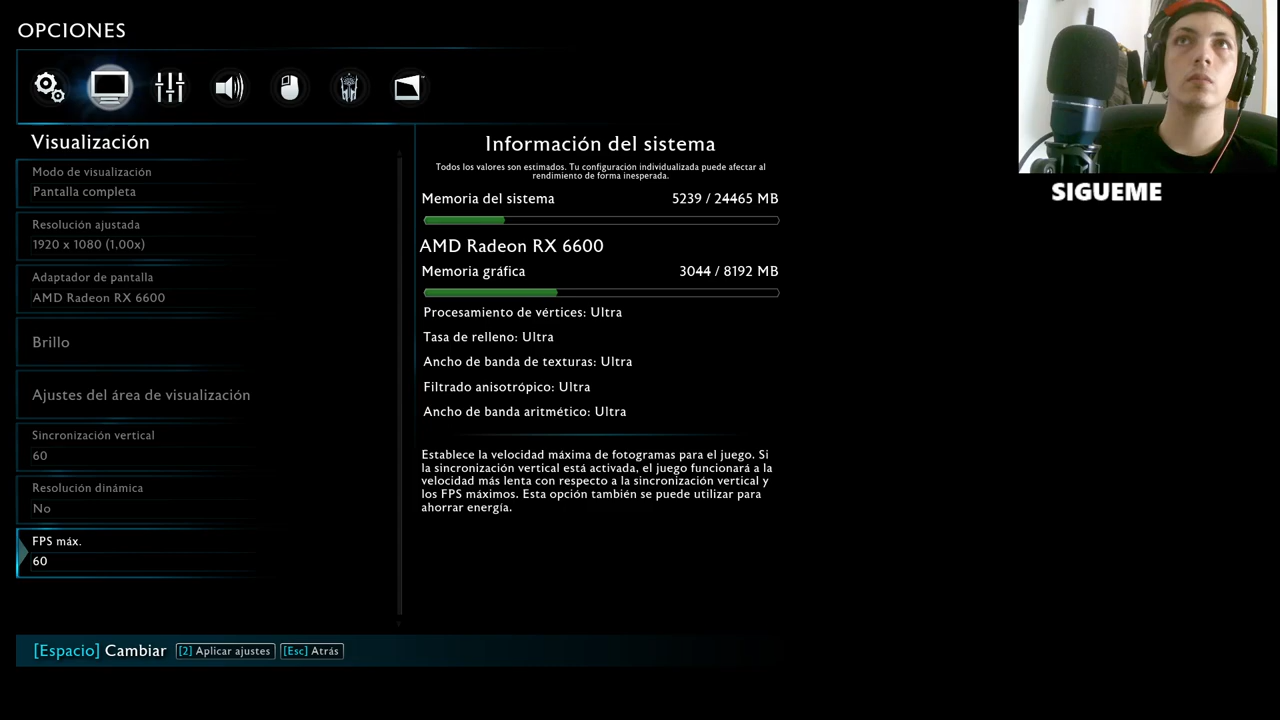 OPCIONES
Visualización
Modo de visualización
Pantalla completa
Resolución ajustada
1920 x 1080 (1,00x)
Adaptador de pantalla
AMD Radeon RX 6600
Brillo
Ajustes del área de visualización
Sincronización vertical
60
Resolución dinámica
No
FPS máx.
60
Información del sistema
Todos los valores son estimados. Tu configuración individualizada puede afectar al
rendimiento de forma inesperada.
Memoria del sistema 5239 / 24465 MB
AMD Radeon RX 6600
Memoria gráfica 3044 / 8192 MB
Procesamiento de vértices: Ultra
Tasa de relleno: Ultra
Ancho de banda de texturas: Ultra
Filtrado anisotrópico: Ultra
Ancho de banda aritmético: Ultra
Establece la velocidad máxima de fotogramas para el juego. Si
la sincronización vertical está activada, el juego funcionará a la
velocidad más lenta con respecto a la sincronización vertical y
los FPS máximos. Esta opción también se puede utilizar para
ahorrar energía.
SIGUEME
[Espacio] Cambiar [2] Aplicar ajustes [Esc] Atrás